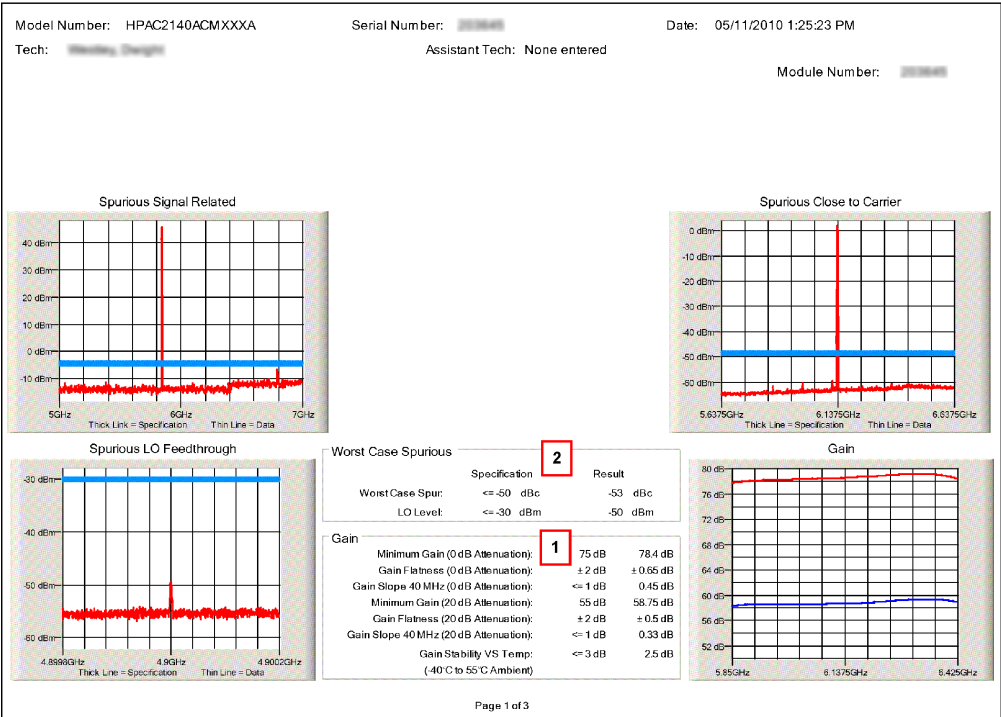 Model Number: HPAC2140ACMXXXA Serial Number: Date: 05/11/2010 1:25:23 PM
Tech: Assistant Tech: None entered
Module Number:
Spurious Signal Related
40 dBm
30 dBm
20 dBm
10 dBm
0 dBm
-10 dBm
5GHz 6GHz 7GHz
Thick Link = Specification Thin Line = Data
Spurious Close to Carrier
0 dBm
-10 dBm
-20 dBm
-30 dBm
-40 dBm
-50 dBm
-60 dBm
5.6375GHz 6.1375GHz 6.6375GHz
Thick Line = Specification Thin Line = Data
Spurious LO Feedthrough
-30 dBm
-40 dBm
-50 dBm
-60 dBm
4.8998GHz 4.9GHz 4.9002GHz
Thick Line = Specification Thin Line = Data
Worst Case Spurious
2
Specification Result
Worst Case Spur: <= -50 dBc -53 dBc
LO Level: <= -30 dBm -50 dBm
Gain
1
Minimum Gain (0 dB Attenuation): 75 dB 78.4 dB
Gain Flatness (0 dB Attenuation): ± 2 dB ± 0.65 dB
Gain Slope 40 MHz (0 dB Attenuation): <= 1 dB 0.45 dB
Minimum Gain (20 dB Attenuation): 55 dB 58.75 dB
Gain Flatness (20 dB Attenuation): ± 2 dB ± 0.5 dB
Gain Slope 40 MHz (20 dB Attenuation): <= 1 dB 0.33 dB
Gain Stability VS Temp: <= 3 dB 2.5 dB
(-40°C to 55°C Ambient)
Gain
80 dB
76 dB
72 dB
68 dB
64 dB
60 dB
56 dB
52 dB
5.85GHz 6.1375GHz 6.425GHz
Page 1 of 3